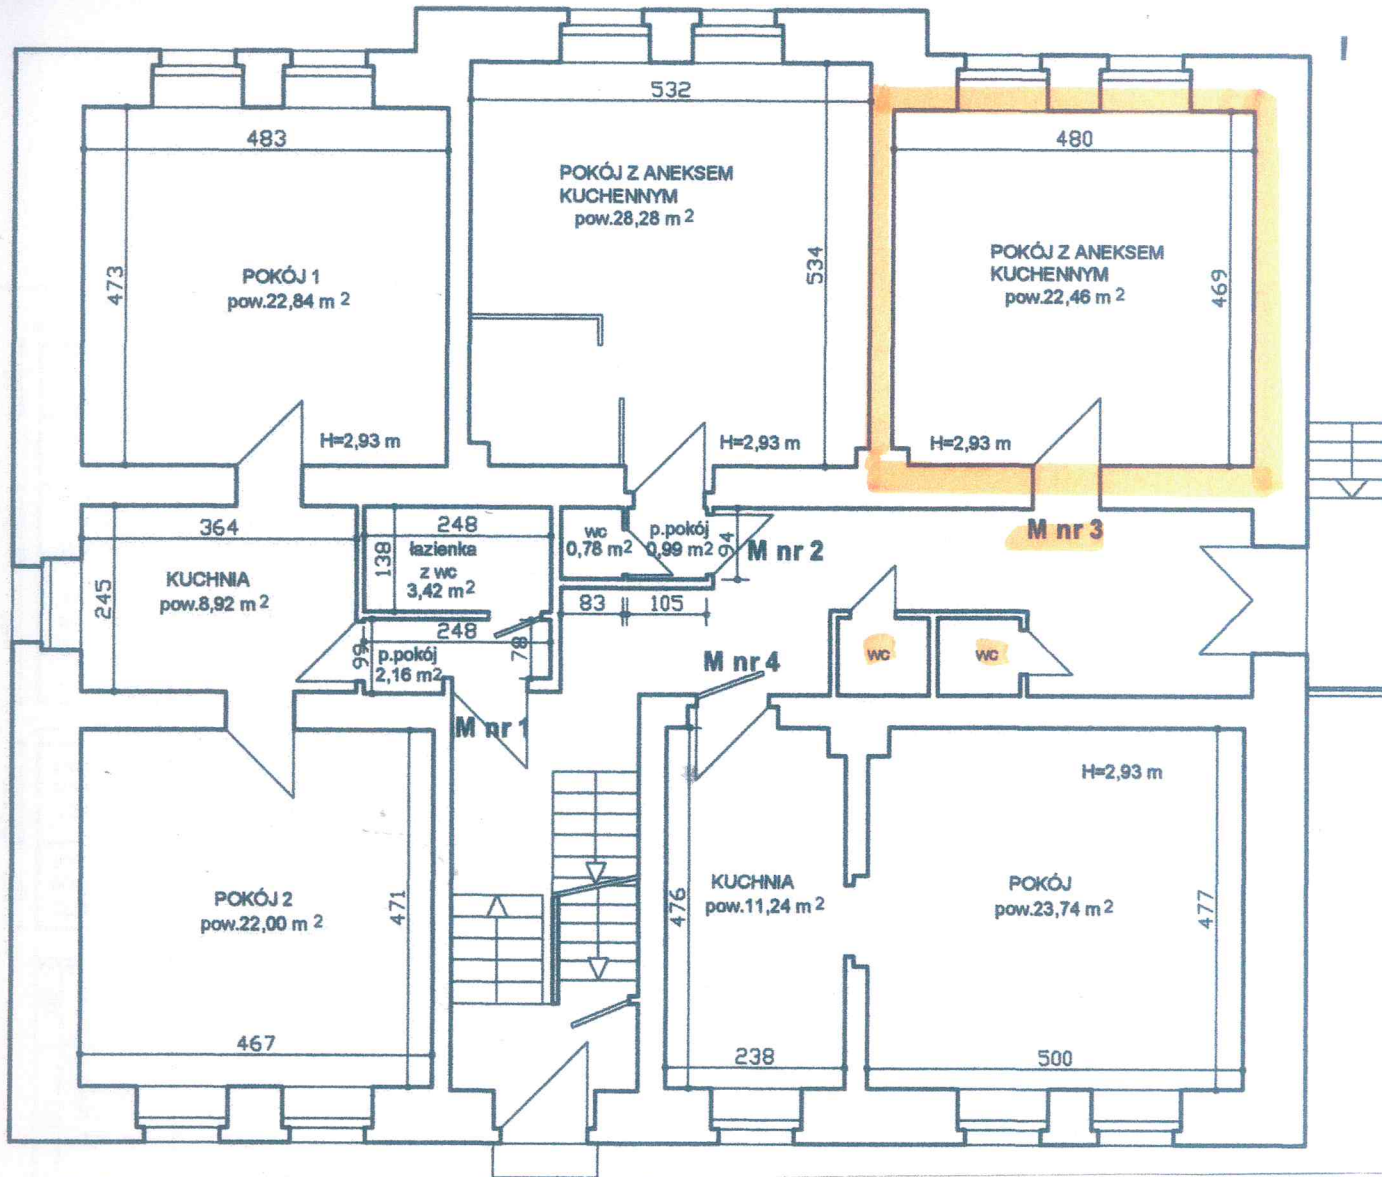 532
483
480
POKÓJ Z ANEKSEM
KUCHENNYM
pow.28,28 m 2
POKÓJ Z ANEKSEM
KUCHENNYM
pow.22,46 m 2
473
POKÓJ 1
pow.22,84 m 2
534
469
H=2,93 m
H=2,93 m
H=2,93 m
364
248
138
łazienka
z wc
3,42 m2
wc
0,78 m2
p.pokój
0,99 m2
94
M nr 2
M nr 3
245
KUCHNIA
pow.8,92 m 2
83
105
248
99
p.pokój
2,16 m2
78
M nr 4
wc
wc
M nr 1
H=2,93 m
POKÓJ 2
pow.22,00 m 2
471
476
KUCHNIA
pow.11,24 m 2
POKÓJ
pow.23,74 m 2
477
467
238
500